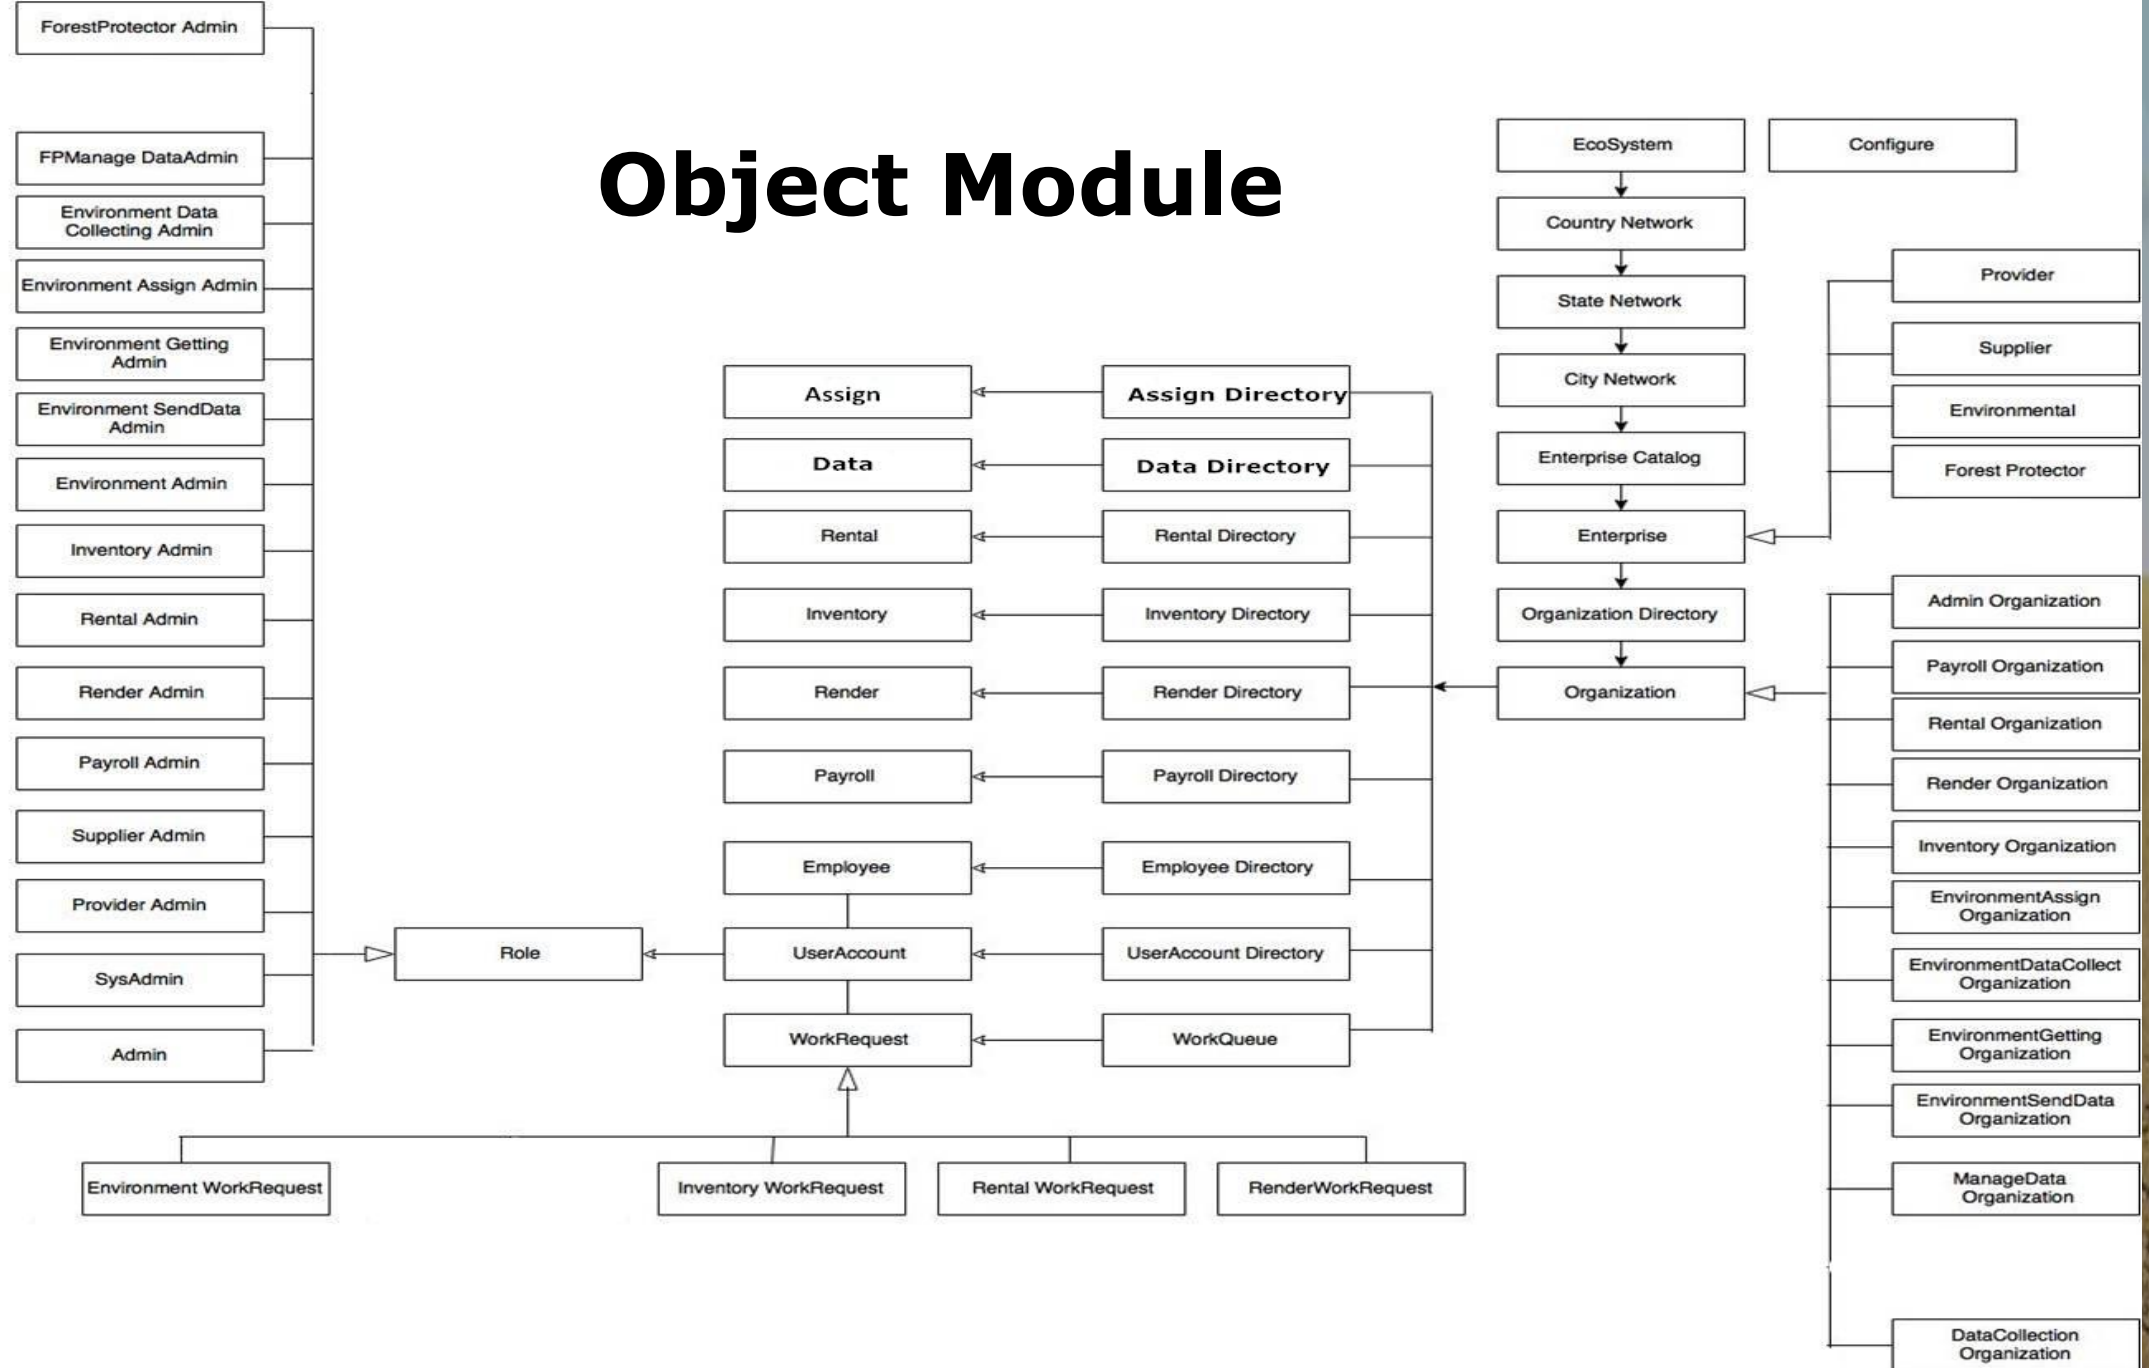 ForestProtector Admin
FPManage DataAdmin
Environment Data
Collecting Admin
Environment Assign Admin
Environment Getting
Admin
Environment SendData
Admin
Environment Admin
Inventory Admin
Rental Admin
Render Admin
Payroll Admin
Supplier Admin
Provider Admin
SysAdmin
Admin
Object Module
Role
Assign
Data
Rental
Inventory
Render
Payroll
Employee
UserAccount
WorkRequest
Assign Directory
Data Directory
Rental Directory
Inventory Directory
Render Directory
Payroll Directory
Employee Directory
UserAccount Directory
WorkQueue
Environment WorkRequest
Inventory WorkRequest
Rental WorkRequest
RenderWorkRequest
EcoSystem
Configure
Country Network
State Network
City Network
Enterprise Catalog
Enterprise
Organization Directory
Organization
Provider
Supplier
Environmental
Forest Protector
Admin Organization
Payroll Organization
Rental Organization
Render Organization
Inventory Organization
EnvironmentAssign
Organization
EnvironmentDataCollect
Organization
EnvironmentGetting
Organization
EnvironmentSendData
Organization
ManageData
Organization
DataCollection
Organization